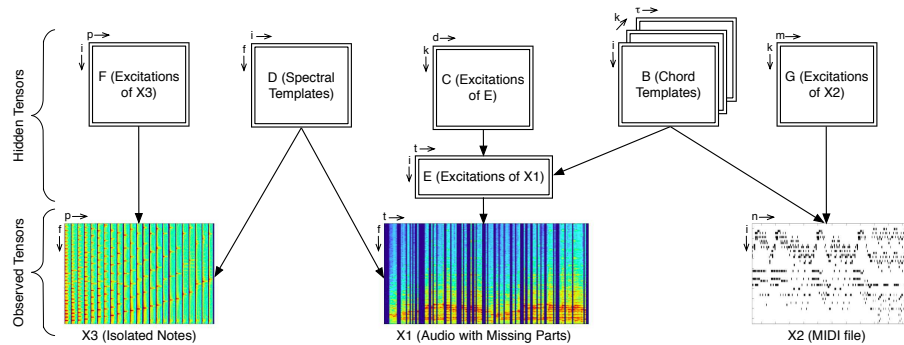 Hidden Tensors
Observed Tensors
p
i
F (Excitations of X3)
i
f
D (Spectral Templates)
d
k
C (Excitations of E)
τ
k
i
B (Chord Templates)
m
k
G (Excitations of X2)
t
i
E (Excitations of X1)
p
f
X3 (Isolated Notes)
t
f
X1 (Audio with Missing Parts)
n
i
X2 (MIDI file)